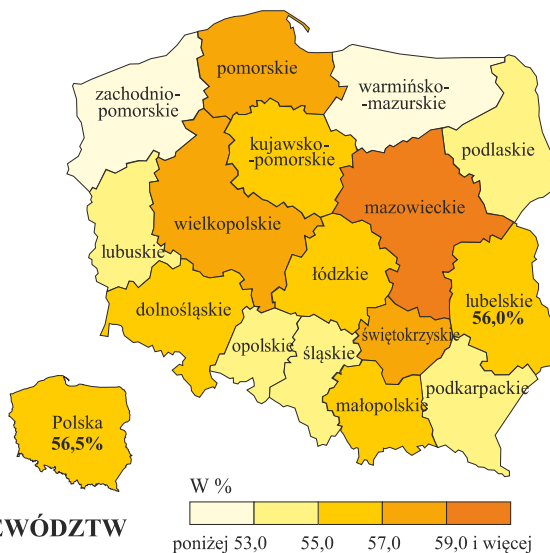 pomorskie
zachodnio-
pomorskie
warmińsko-
-mazurskie
kujawsko-
-pomorskie
podlaskie
mazowieckie
wielkopolskie
lubuskie
łódzkie
lubelskie
56,0%
dolnośląskie
świętokrzyskie
opolskie
śląskie
podkarpackie
małopolskie
Polska
56,5%
W %
EWÓDZTW
poniżej 53,0 55,0 57,0 59,0 i więcej